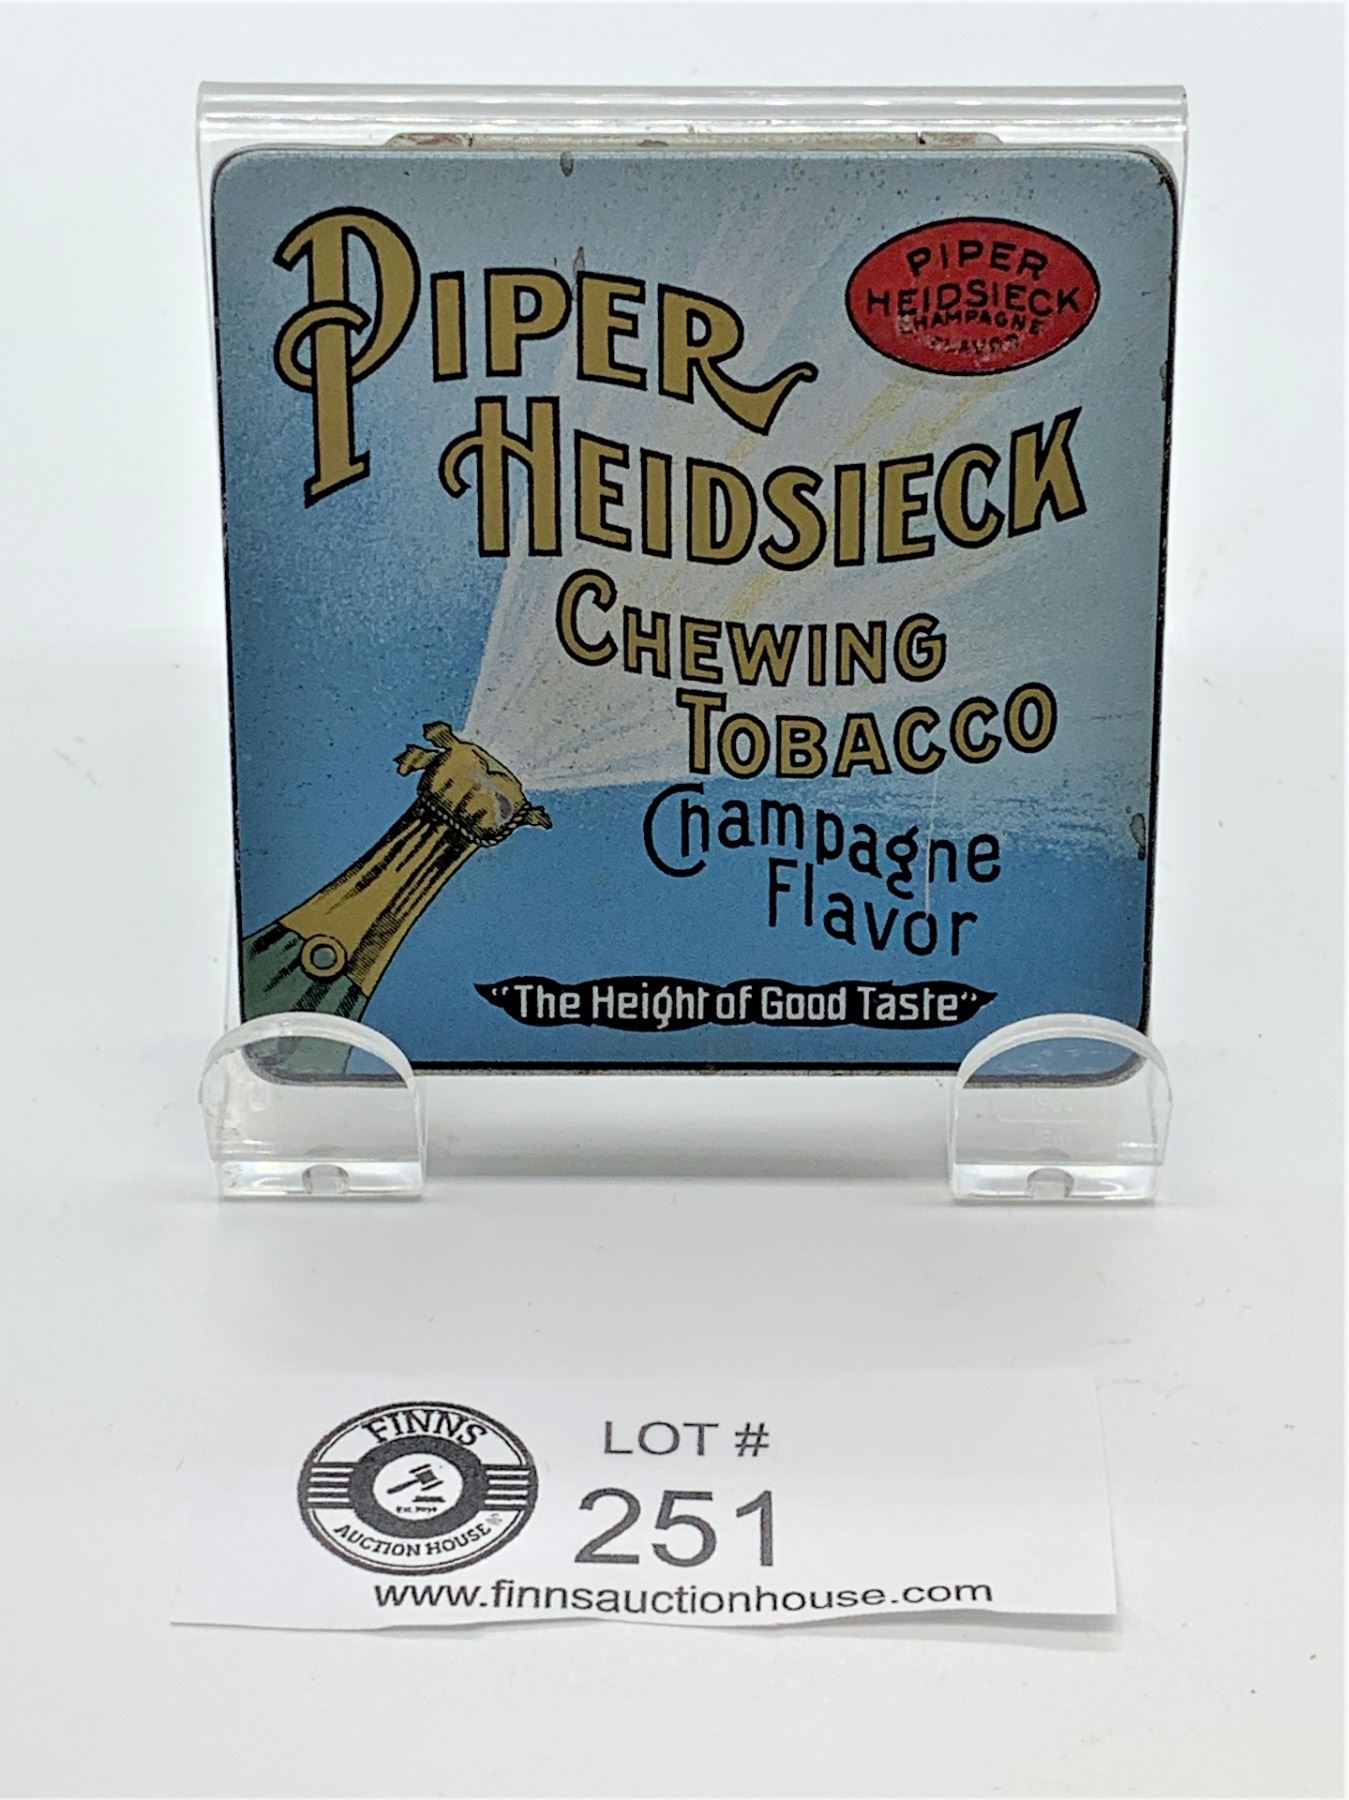 PIPER
HEIDSIECK
CHEWING
TOBACCO
Champagne
Flavor
"The Height of Good Taste"
PIPER
HEIDSIECK
CHAMPAGNE
FLAVOR
FINNS
AUCTION HOUSE
LOT #
251
www.finnsauctionhouse.com